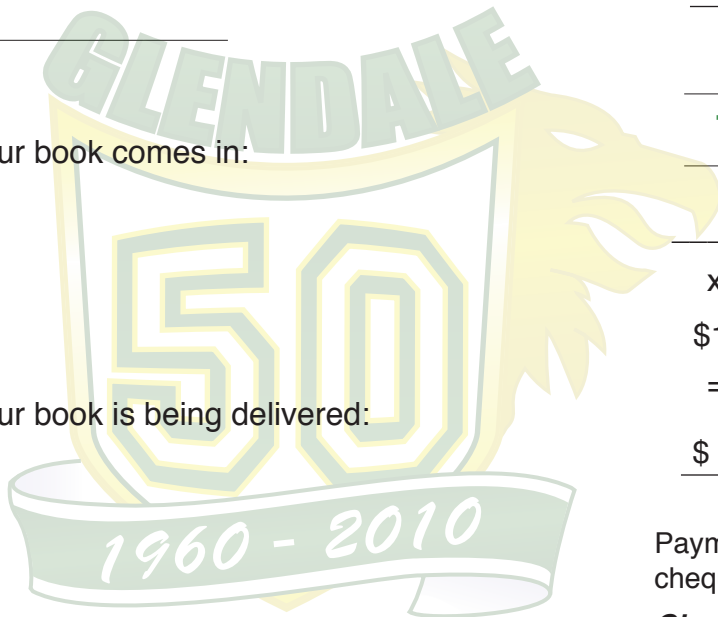 GLENDALE
ur book comes in:
50
x
$1
=
ur book is being delivered:
$
1960 - 2010
Paym
cheq